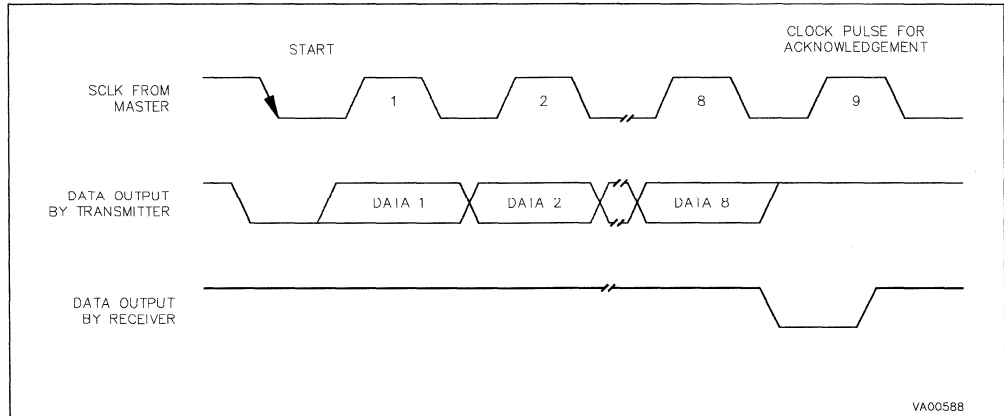 START
CLOCK PULSE FOR
ACKNOWLEDGEMENT
SCLK FROM
MASTER
1
2
8
9
DATA OUTPUT
BY TRANSMITTER
DATA 1
DATA 2
DATA 8
DATA OUTPUT
BY RECEIVER
VA00588